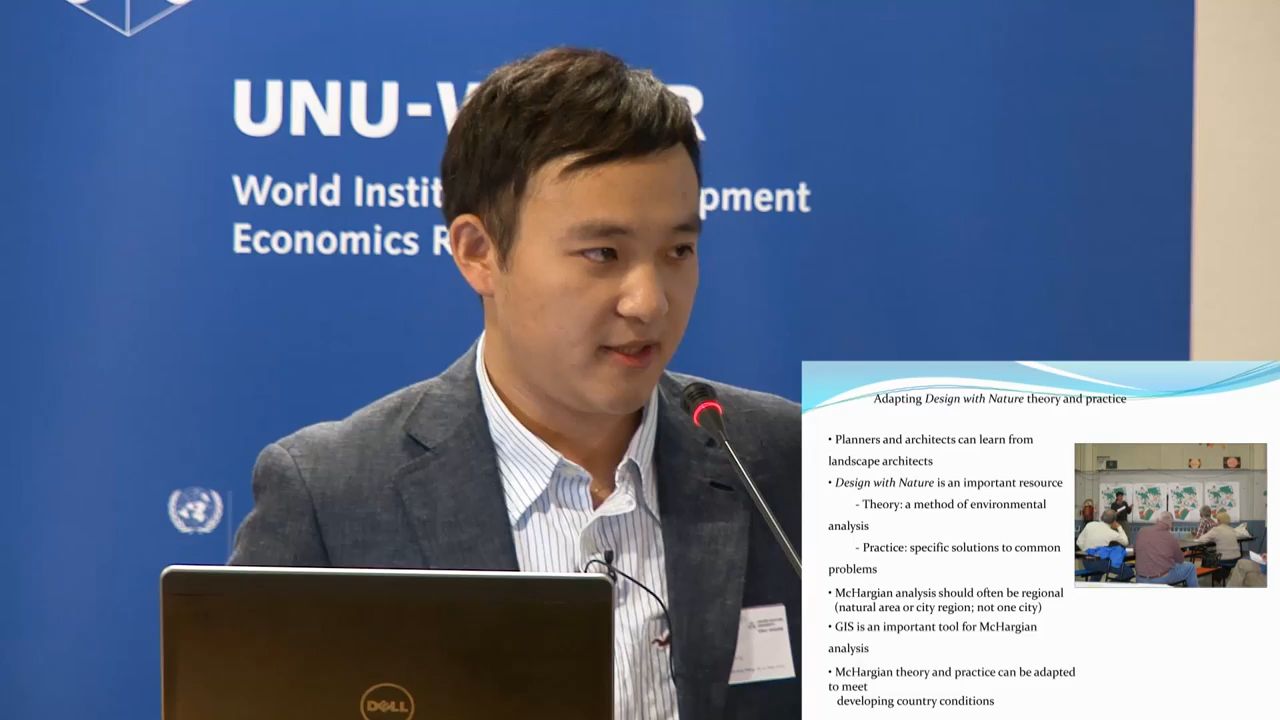 UNU-W R
World Instit pment
Economics R
DELL
Adapting Design with Nature theory and practice
• Planners and architects can learn from
landscape architects
• Design with Nature is an important resource
- Theory: a method of environmental
analysis
- Practice: specific solutions to common
problems
• McHargian analysis should often be regional
(natural area or city region; not one city)
• GIS is an important tool for McHargian
analysis
• McHargian theory and practice can be adapted
to meet
developing country conditions